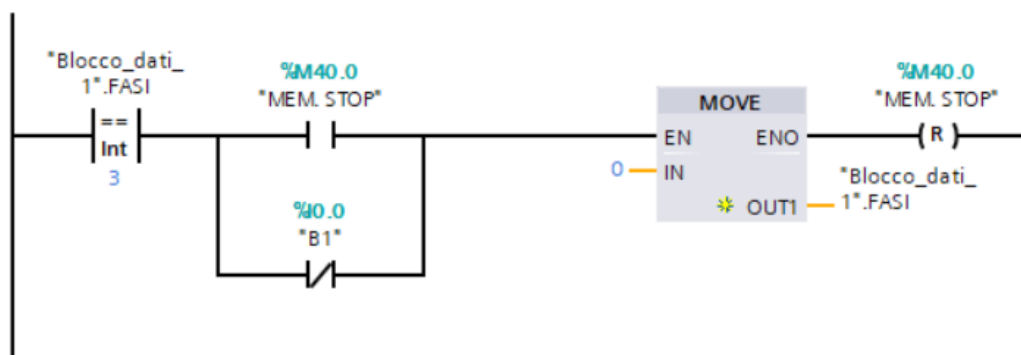 "Blocco_dati_
1".FASI
==
Int
3
%M40.0
"MEM. STOP"
%I0.0
"B1"
MOVE
EN
ENO
0
IN
OUT1
"Blocco_dati_
1".FASI
%M40.0
"MEM. STOP"
R